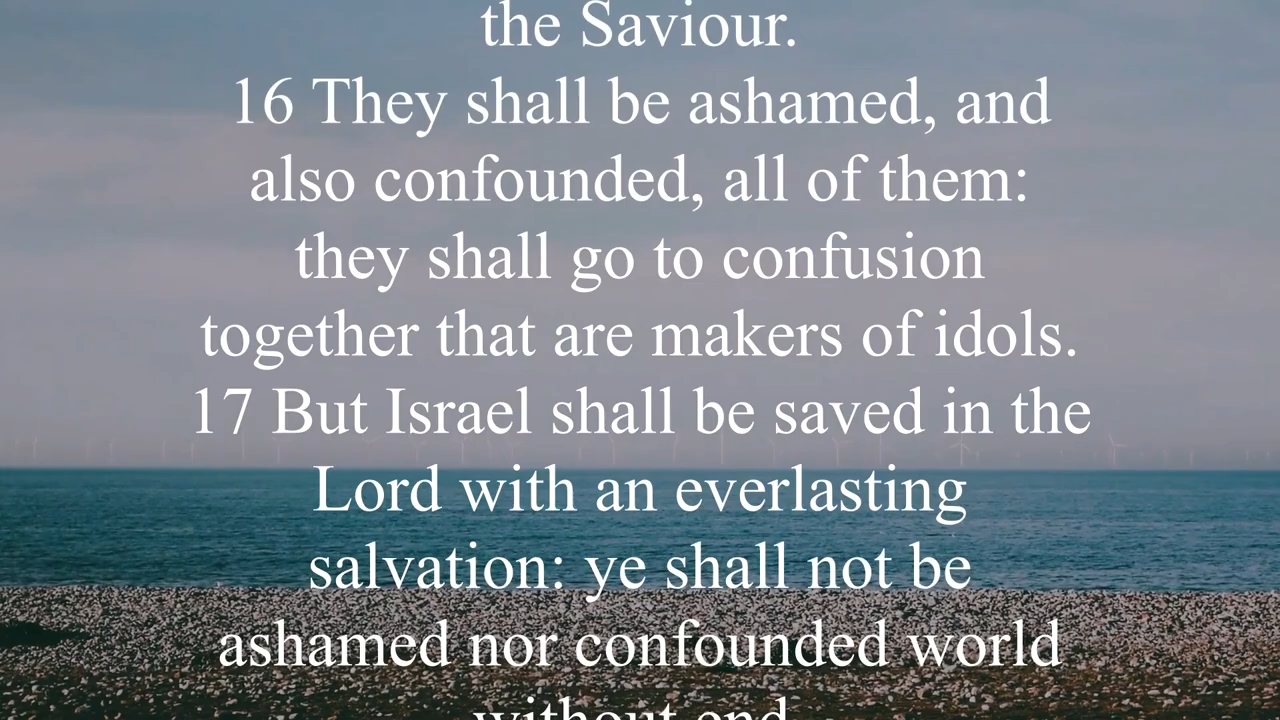 the Saviour.
16 They shall be ashamed, and
also confounded, all of them:
they shall go to confusion
together that are makers of idols.
17 But Israel shall be saved in the
Lord with an everlasting
salvation: ye shall not be
ashamed nor confounded world
without end.